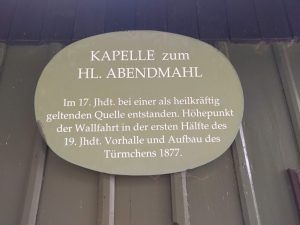 KAPELLE zum
HL. ABENDMAHL
Im 17. Jhdt. bei einer als heilkräftig
geltenden Quelle entstanden. Höhepunkt
der Wallfahrt in der ersten Hälfte des
19. Jhdt. Vorhalle und Aufbau des
Türmchens 1877.